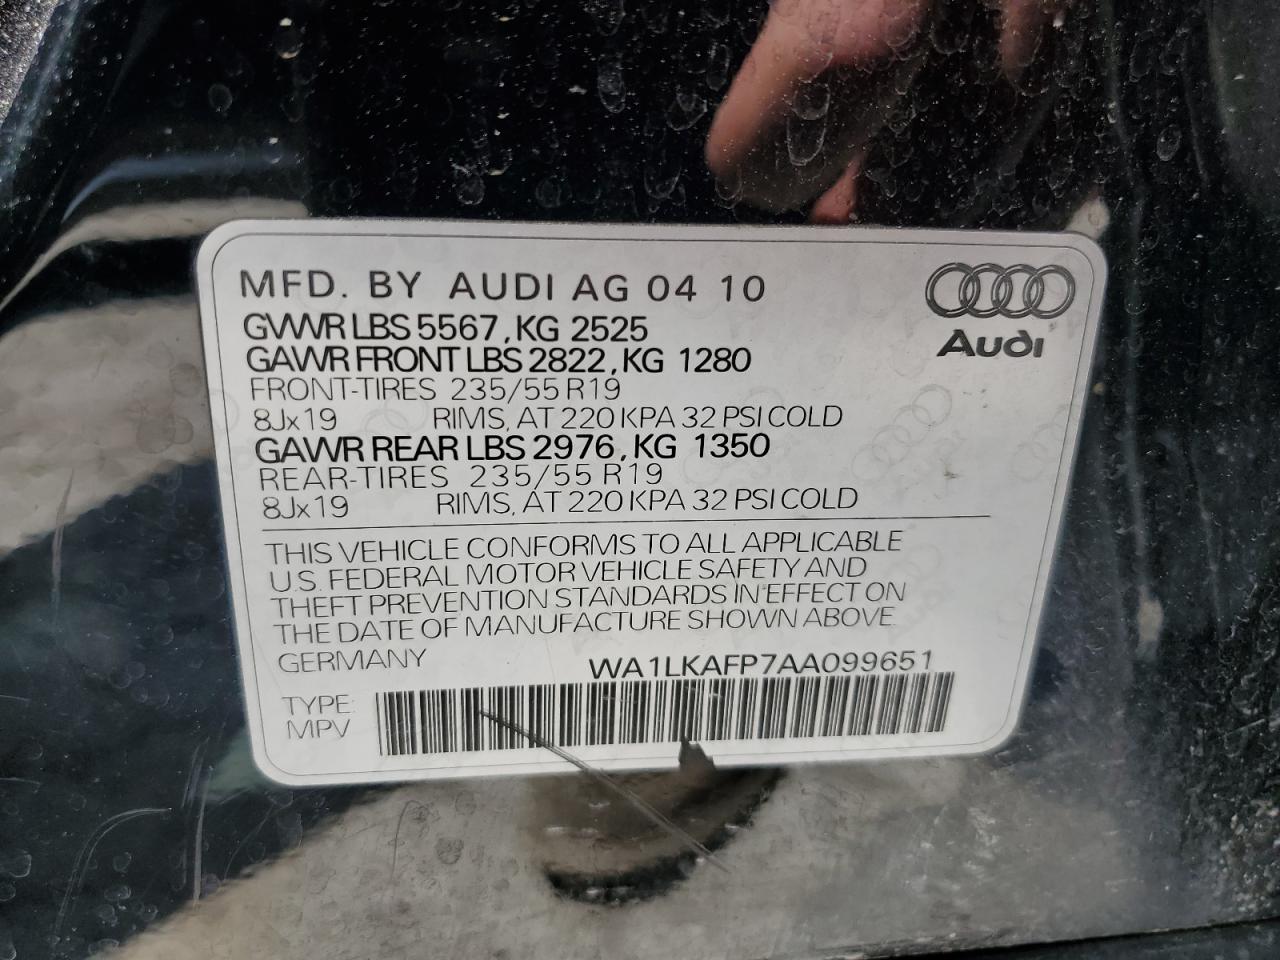 MFD. BY AUDI AG 04 10
GVWR LBS 5567, KG 2525
GAWR FRONT LBS 2822, KG 1280
FRONT-TIRES 235/55 R19
8Jx19 RIMS, AT 220 KPA 32 PSI COLD
GAWR REAR LBS 2976, KG 1350
REAR-TIRES 235/55 R19
8Jx19 RIMS, AT 220 KPA 32 PSI COLD
Audi
THIS VEHICLE CONFORMS TO ALL APPLICABLE
U.S. FEDERAL MOTOR VEHICLE SAFETY AND
THEFT PREVENTION STANDARDS IN EFFECT ON
THE DATE OF MANUFACTURE SHOWN ABOVE
GERMANY WA1LKAFP7AA099651
TYPE:
MPV